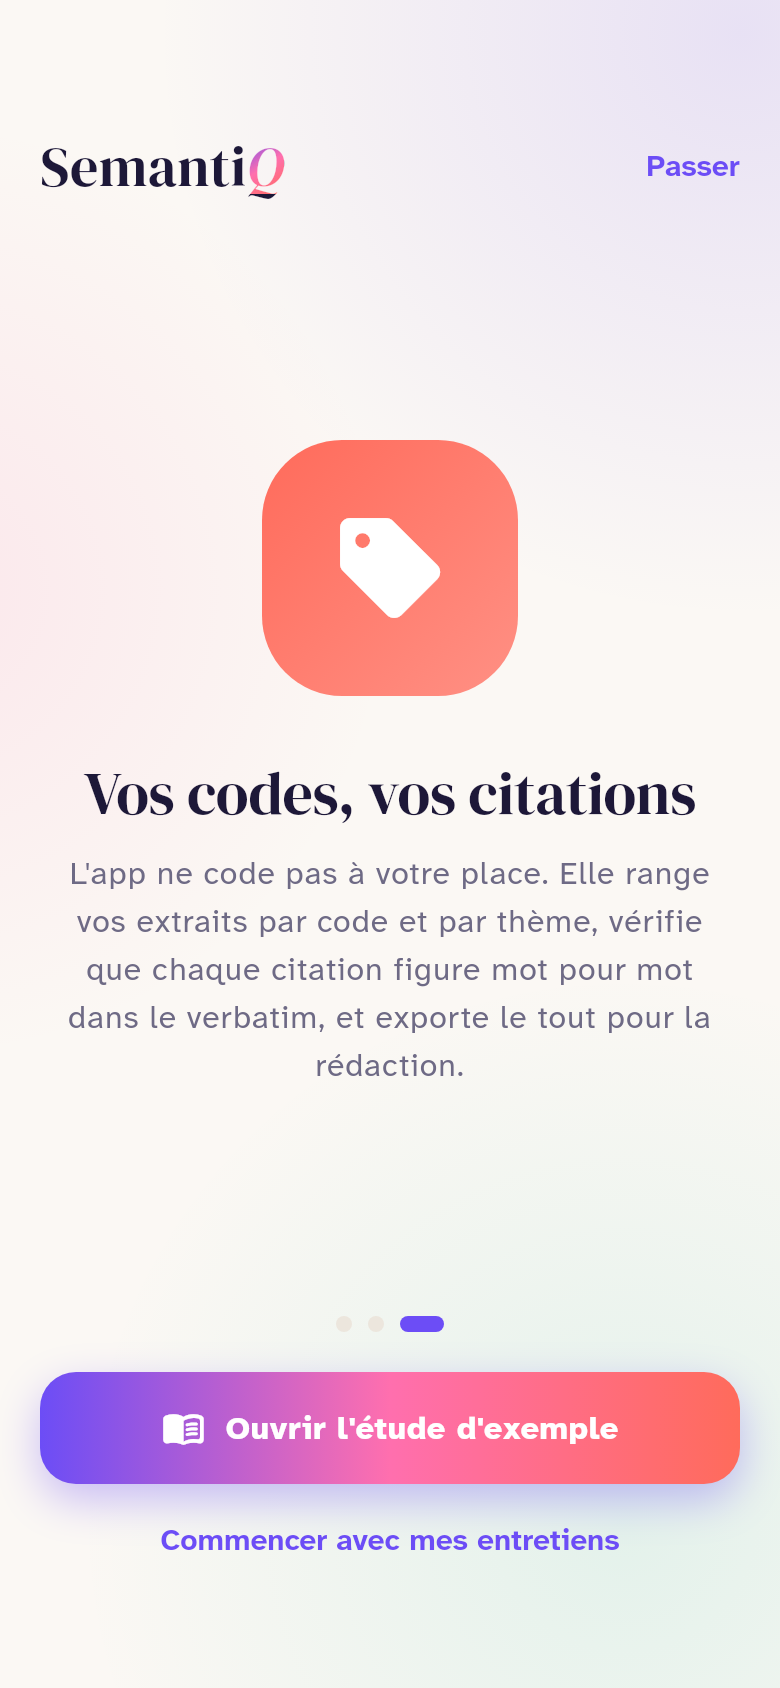 SemantiQ
Passer
Vos codes, vos citations
L'app ne code pas à votre place. Elle range
vos extraits par code et par thème, vérifie
que chaque citation figure mot pour mot
dans le verbatim, et exporte le tout pour la
rédaction.
Ouvrir l'étude d'exemple
Commencer avec mes entretiens